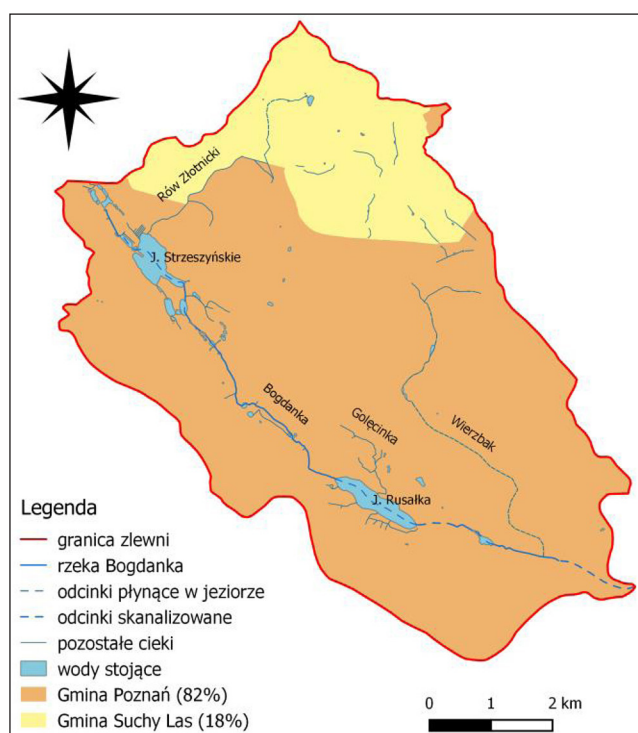 Rów Złotnicki
J. Strzeszyńskie
Bogdanka
Golęcinka
Wierzbak
J. Rusałka
Legenda
granica zlewni
rzeka Bogdanka
odcinki płynące w jeziorze
odcinki skanalizowane
pozostałe cieki
wody stojące
Gmina Poznań (82%)
Gmina Suchy Las (18%)
0 1 2 km